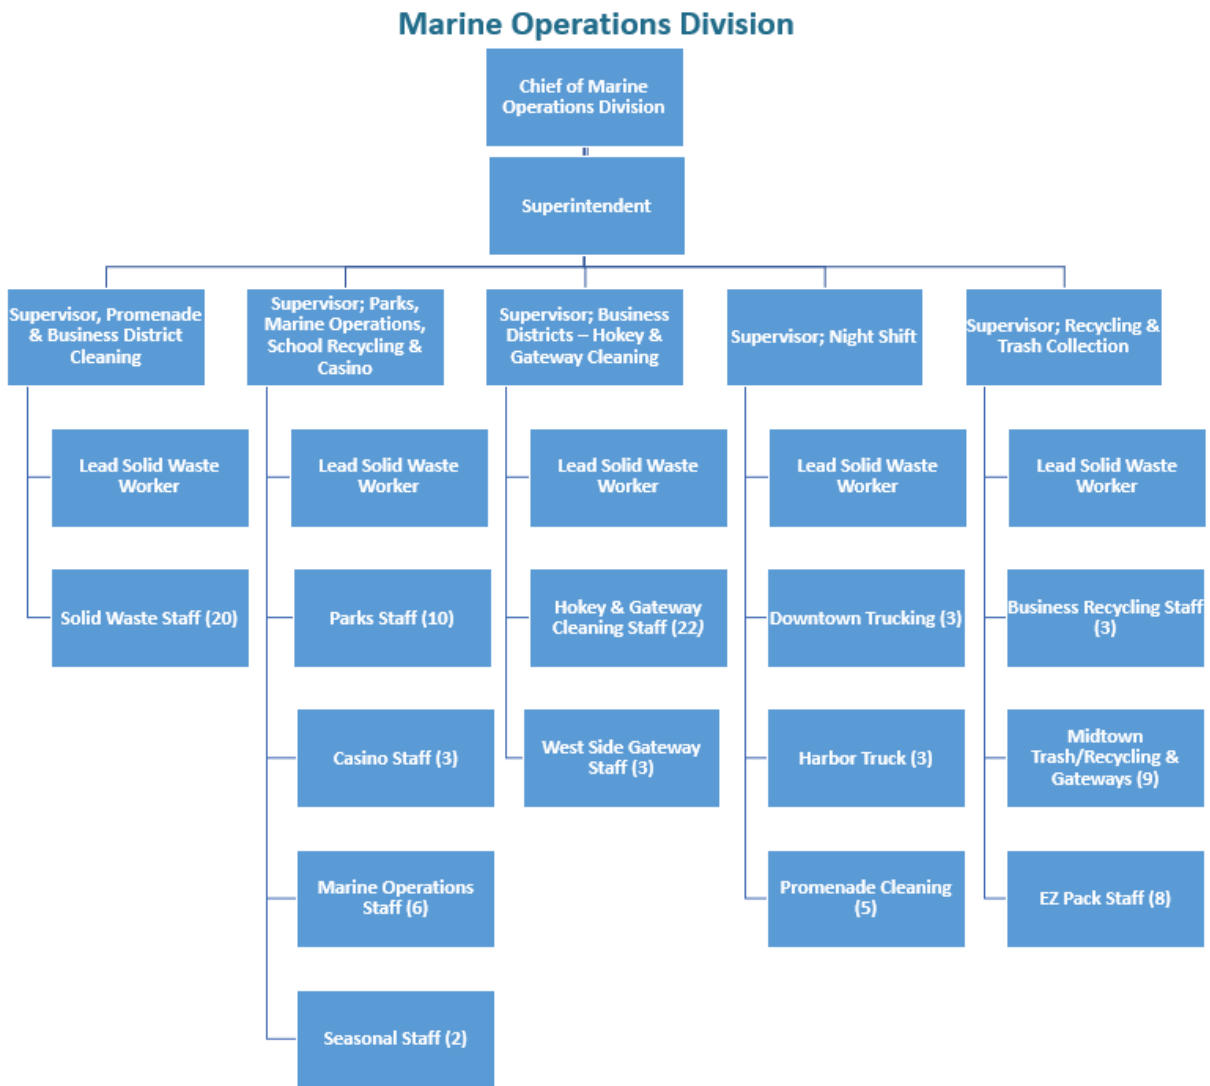 Marine Operations Division
Chief of Marine
Operations Division
Superintendent
Supervisor, Promenade
& Business District
Cleaning
Supervisor; Parks,
Marine Operations,
School Recycling &
Casino
Supervisor; Business
Districts – Hokey &
Gateway Cleaning
Supervisor; Night Shift
Supervisor; Recycling &
Trash Collection
Lead Solid Waste
Worker
Lead Solid Waste
Worker
Lead Solid Waste
Worker
Lead Solid Waste
Worker
Lead Solid Waste
Worker
Solid Waste Staff (20)
Parks Staff (10)
Hokey & Gateway
Cleaning Staff (22)
Downtown Trucking (3)
Business Recycling Staff
(3)
Casino Staff (3)
West Side Gateway
Staff (3)
Harbor Truck (3)
Midtown
Trash/Recycling &
Gateways (9)
Marine Operations
Staff (6)
Promenade Cleaning
(5)
EZ Pack Staff (8)
Seasonal Staff (2)